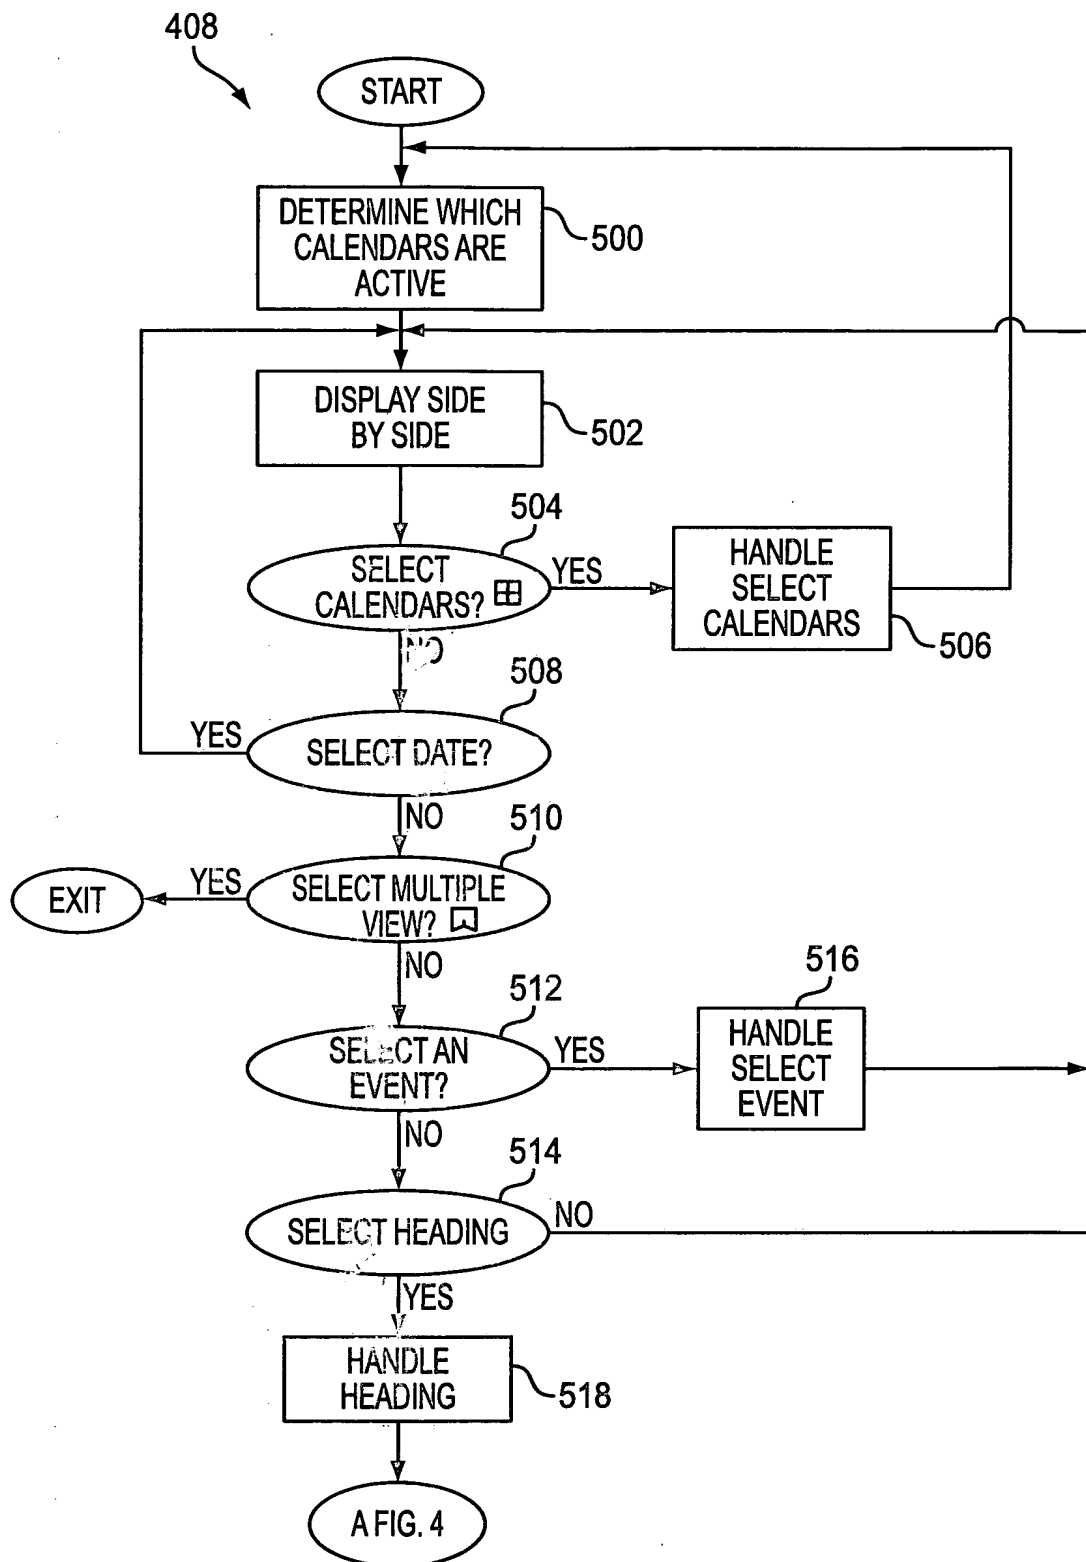 408
START
DETERMINE WHICH
CALENDARS ARE
ACTIVE
500
DISPLAY SIDE
BY SIDE
502
504
SELECT
CALENDARS?
YES
HANDLE
SELECT
CALENDARS
506
NO
508
YES
SELECT DATE?
NO
510
EXIT
YES
SELECT MULTIPLE
VIEW?
NO
512
516
SELECT AN
EVENT?
YES
HANDLE
SELECT
EVENT
NO
514
SELECT HEADING
NO
YES
HANDLE
HEADING
518
A FIG. 4